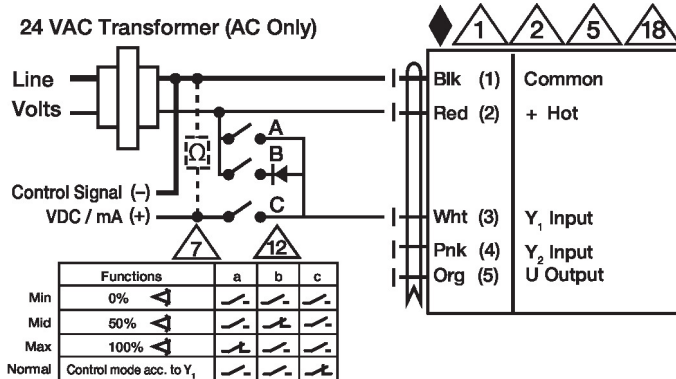 24 VAC Transformer (AC Only)
1 2 5 18
Line
Volts
Blk (1) Common
Red (2) + Hot
A
B
Ω
Control Signal (–)
VDC / mA (+)
C
Wht (3) Y₁ Input
Pnk (4) Y₂ Input
Org (5) U Output
7 12
Functions a b c
Min 0%
Mid 50%
Max 100%
Normal Control mode acc. to Y₁